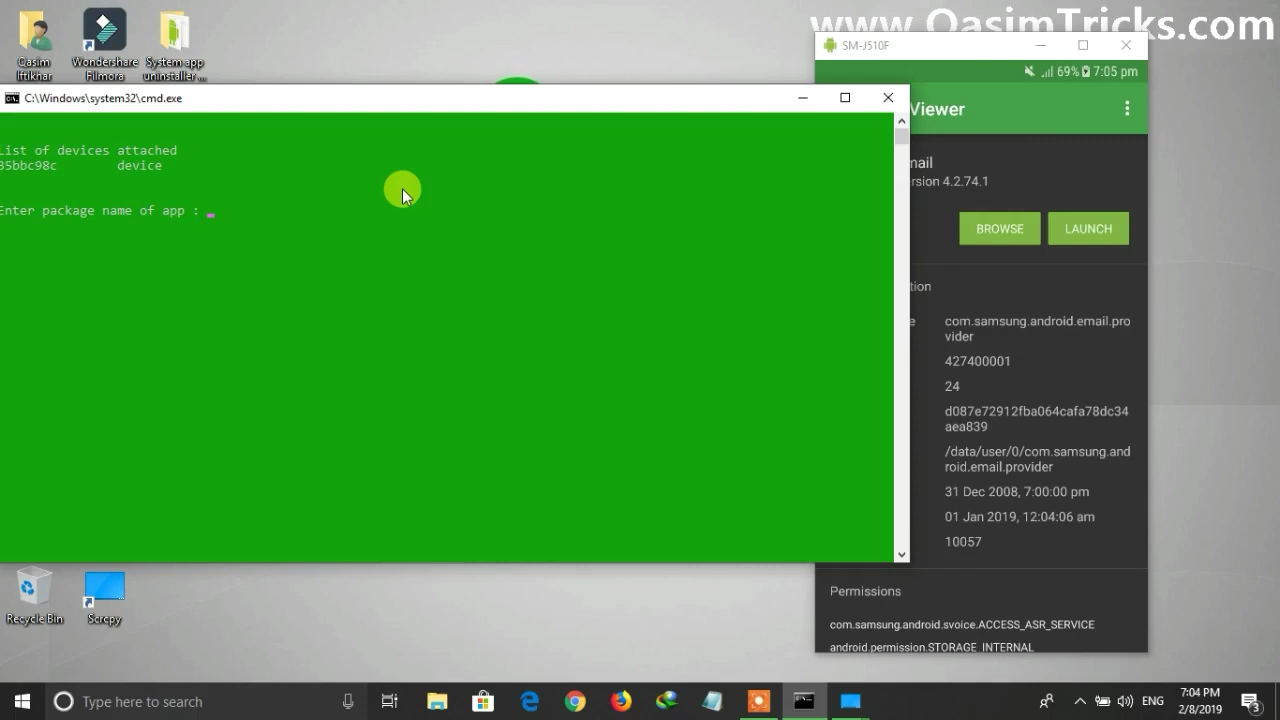 www.QasimTricks.com
Qasim
Iftikhar
Wondershare
Filmora
System app
uninstaller...
SM-J510F
69% 7:05 pm
C:\Windows\system32\cmd.exe
Viewer
List of devices attached
35bbc98c device
Enter package name of app :
mail
rsion 4.2.74.1
BROWSE LAUNCH
tion
e com.samsung.android.email.pro
vider
427400001
24
d087e72912fba064cafa78dc34
aea839
/data/user/0/com.samsung.and
roid.email.provider
31 Dec 2008, 7:00:00 pm
01 Jan 2019, 12:04:06 am
10057
Permissions
com.samsung.android.svoice.ACCESS_ASR_SERVICE
android.permission.STORAGE_INTERNAL
Recycle Bin
Scrcpy
Type here to search
ENG
7:04 PM
2/8/2019
3